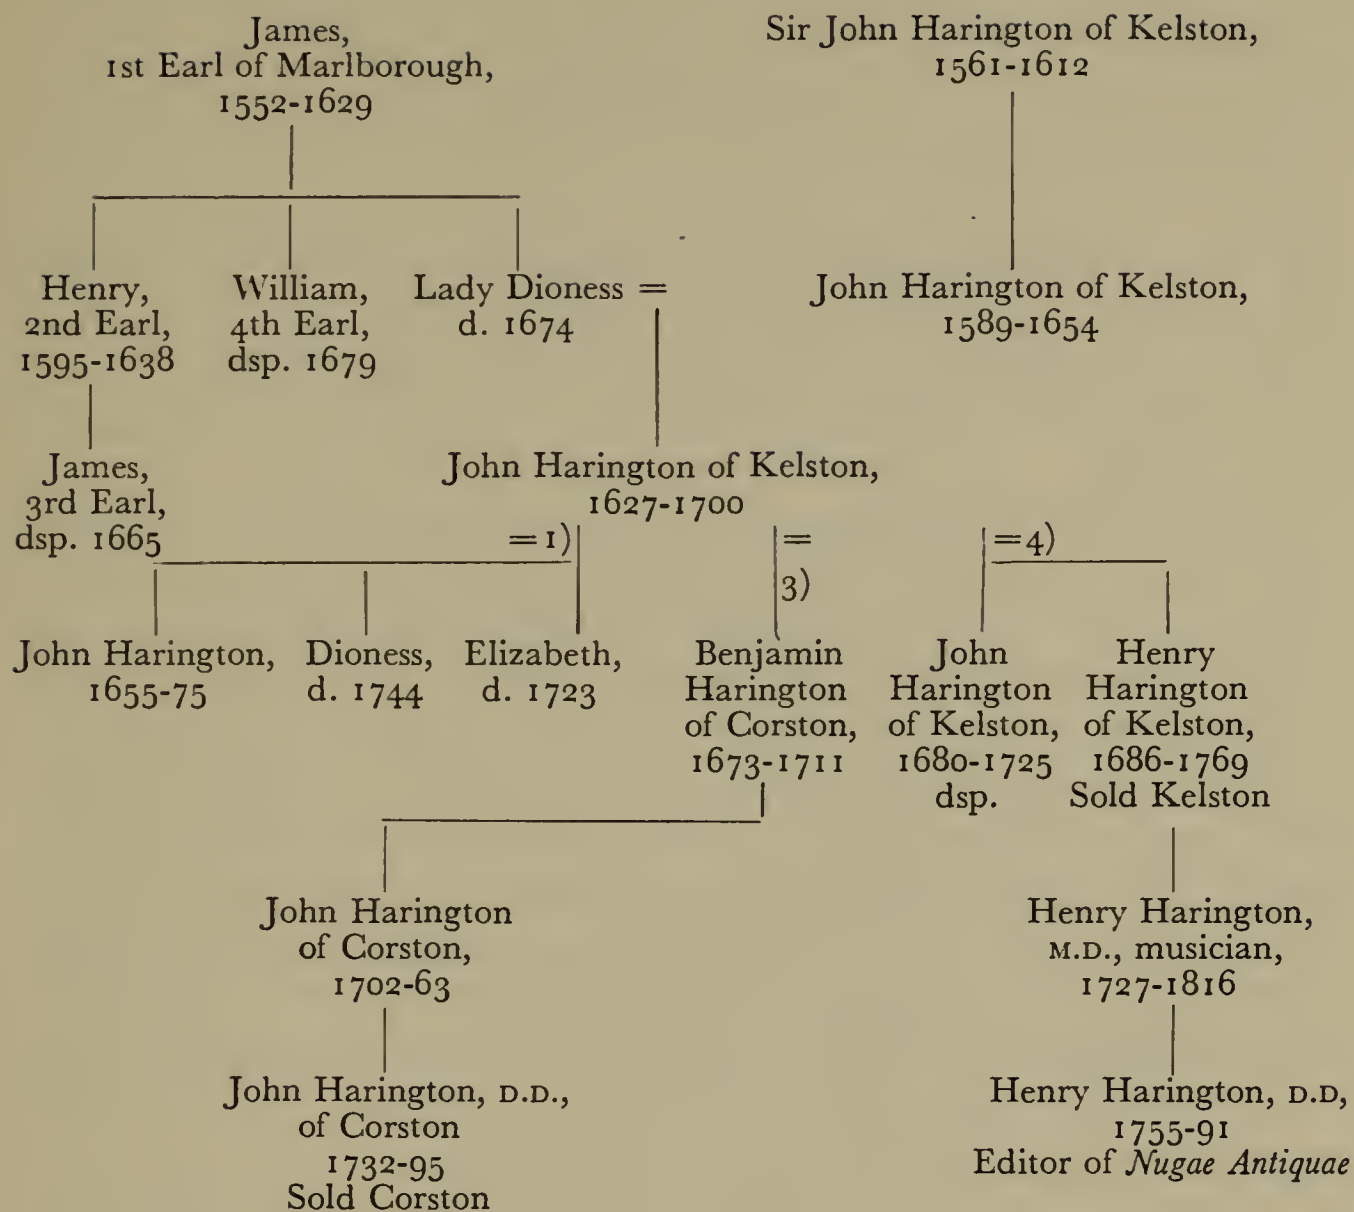 James,
1st Earl of Marlborough,
1552-1629
Sir John Harington of Kelston,
1561-1612
Henry,
2nd Earl,
1595-1638
William,
4th Earl,
dsp. 1679
Lady Dioness =
d. 1674
John Harington of Kelston,
1589-1654
James,
3rd Earl,
dsp. 1665
John Harington of Kelston,
1627-1700
=1)
=
3)
=4)
John Harington,
1655-75
Dioness,
d. 1744
Elizabeth,
d. 1723
Benjamin
Harington
of Corston,
1673-1711
John
Harington
of Kelston,
1680-1725
dsp.
Henry
Harington
of Kelston,
1686-1769
Sold Kelston
John Harington
of Corston,
1702-63
Henry Harington,
M.D., musician,
1727-1816
John Harington, D.D.,
of Corston
1732-95
Sold Corston
Henry Harington, D.D,
1755-91
Editor of Nugae Antiquae